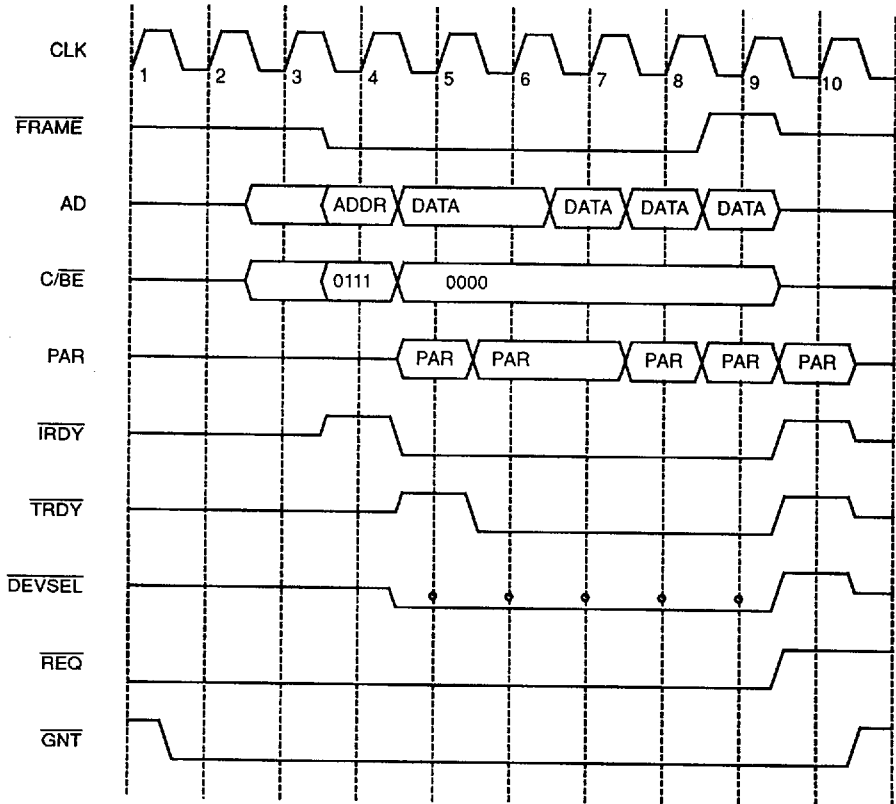 CLK
1 2 3 4 5 6 7 8 9 10
FRAME
AD ADDR DATA DATA DATA DATA
C/BE 0111 0000
PAR PAR PAR PAR PAR PAR
IRDY
TRDY
DEVSEL
REQ
GNT